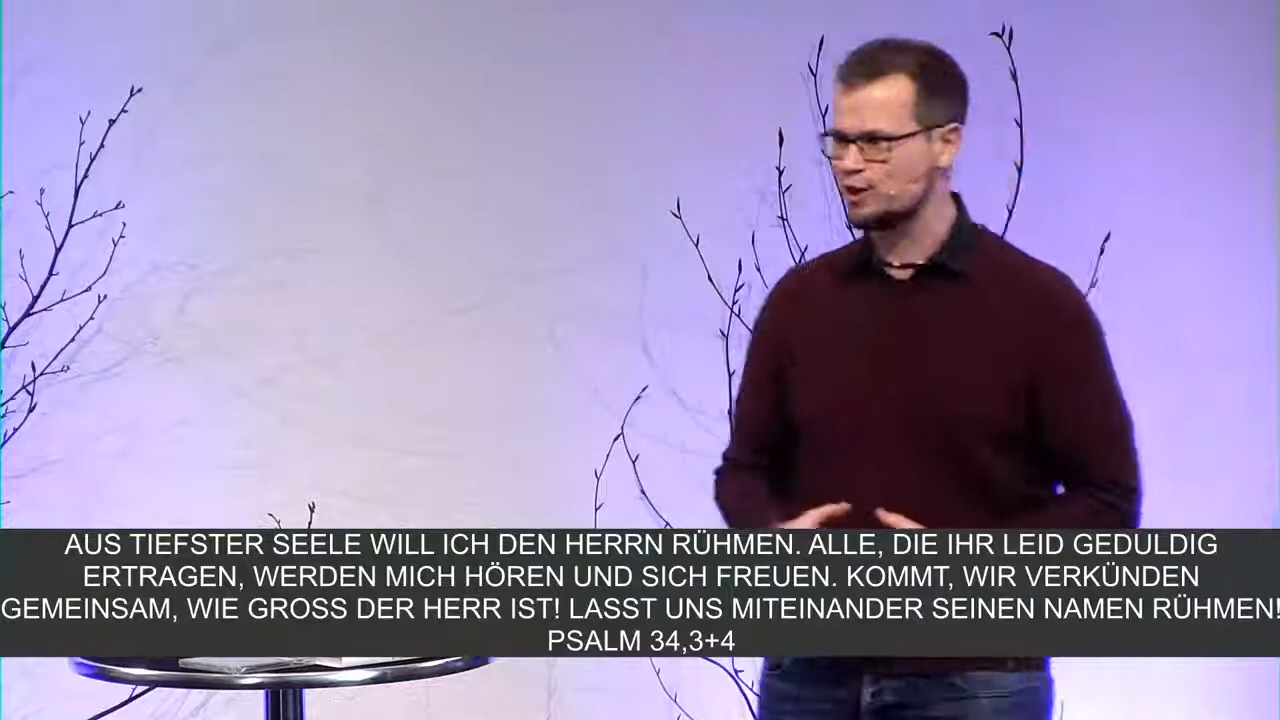 AUS TIEFSTER SEELE WILL ICH DEN HERRN RÜHMEN. ALLE, DIE IHR LEID GEDULDIG
ERTRAGEN, WERDEN MICH HÖREN UND SICH FREUEN. KOMMT, WIR VERKÜNDEN
GEMEINSAM, WIE GROSS DER HERR IST! LASST UNS MITEINANDER SEINEN NAMEN RÜHMEN!
PSALM 34,3+4